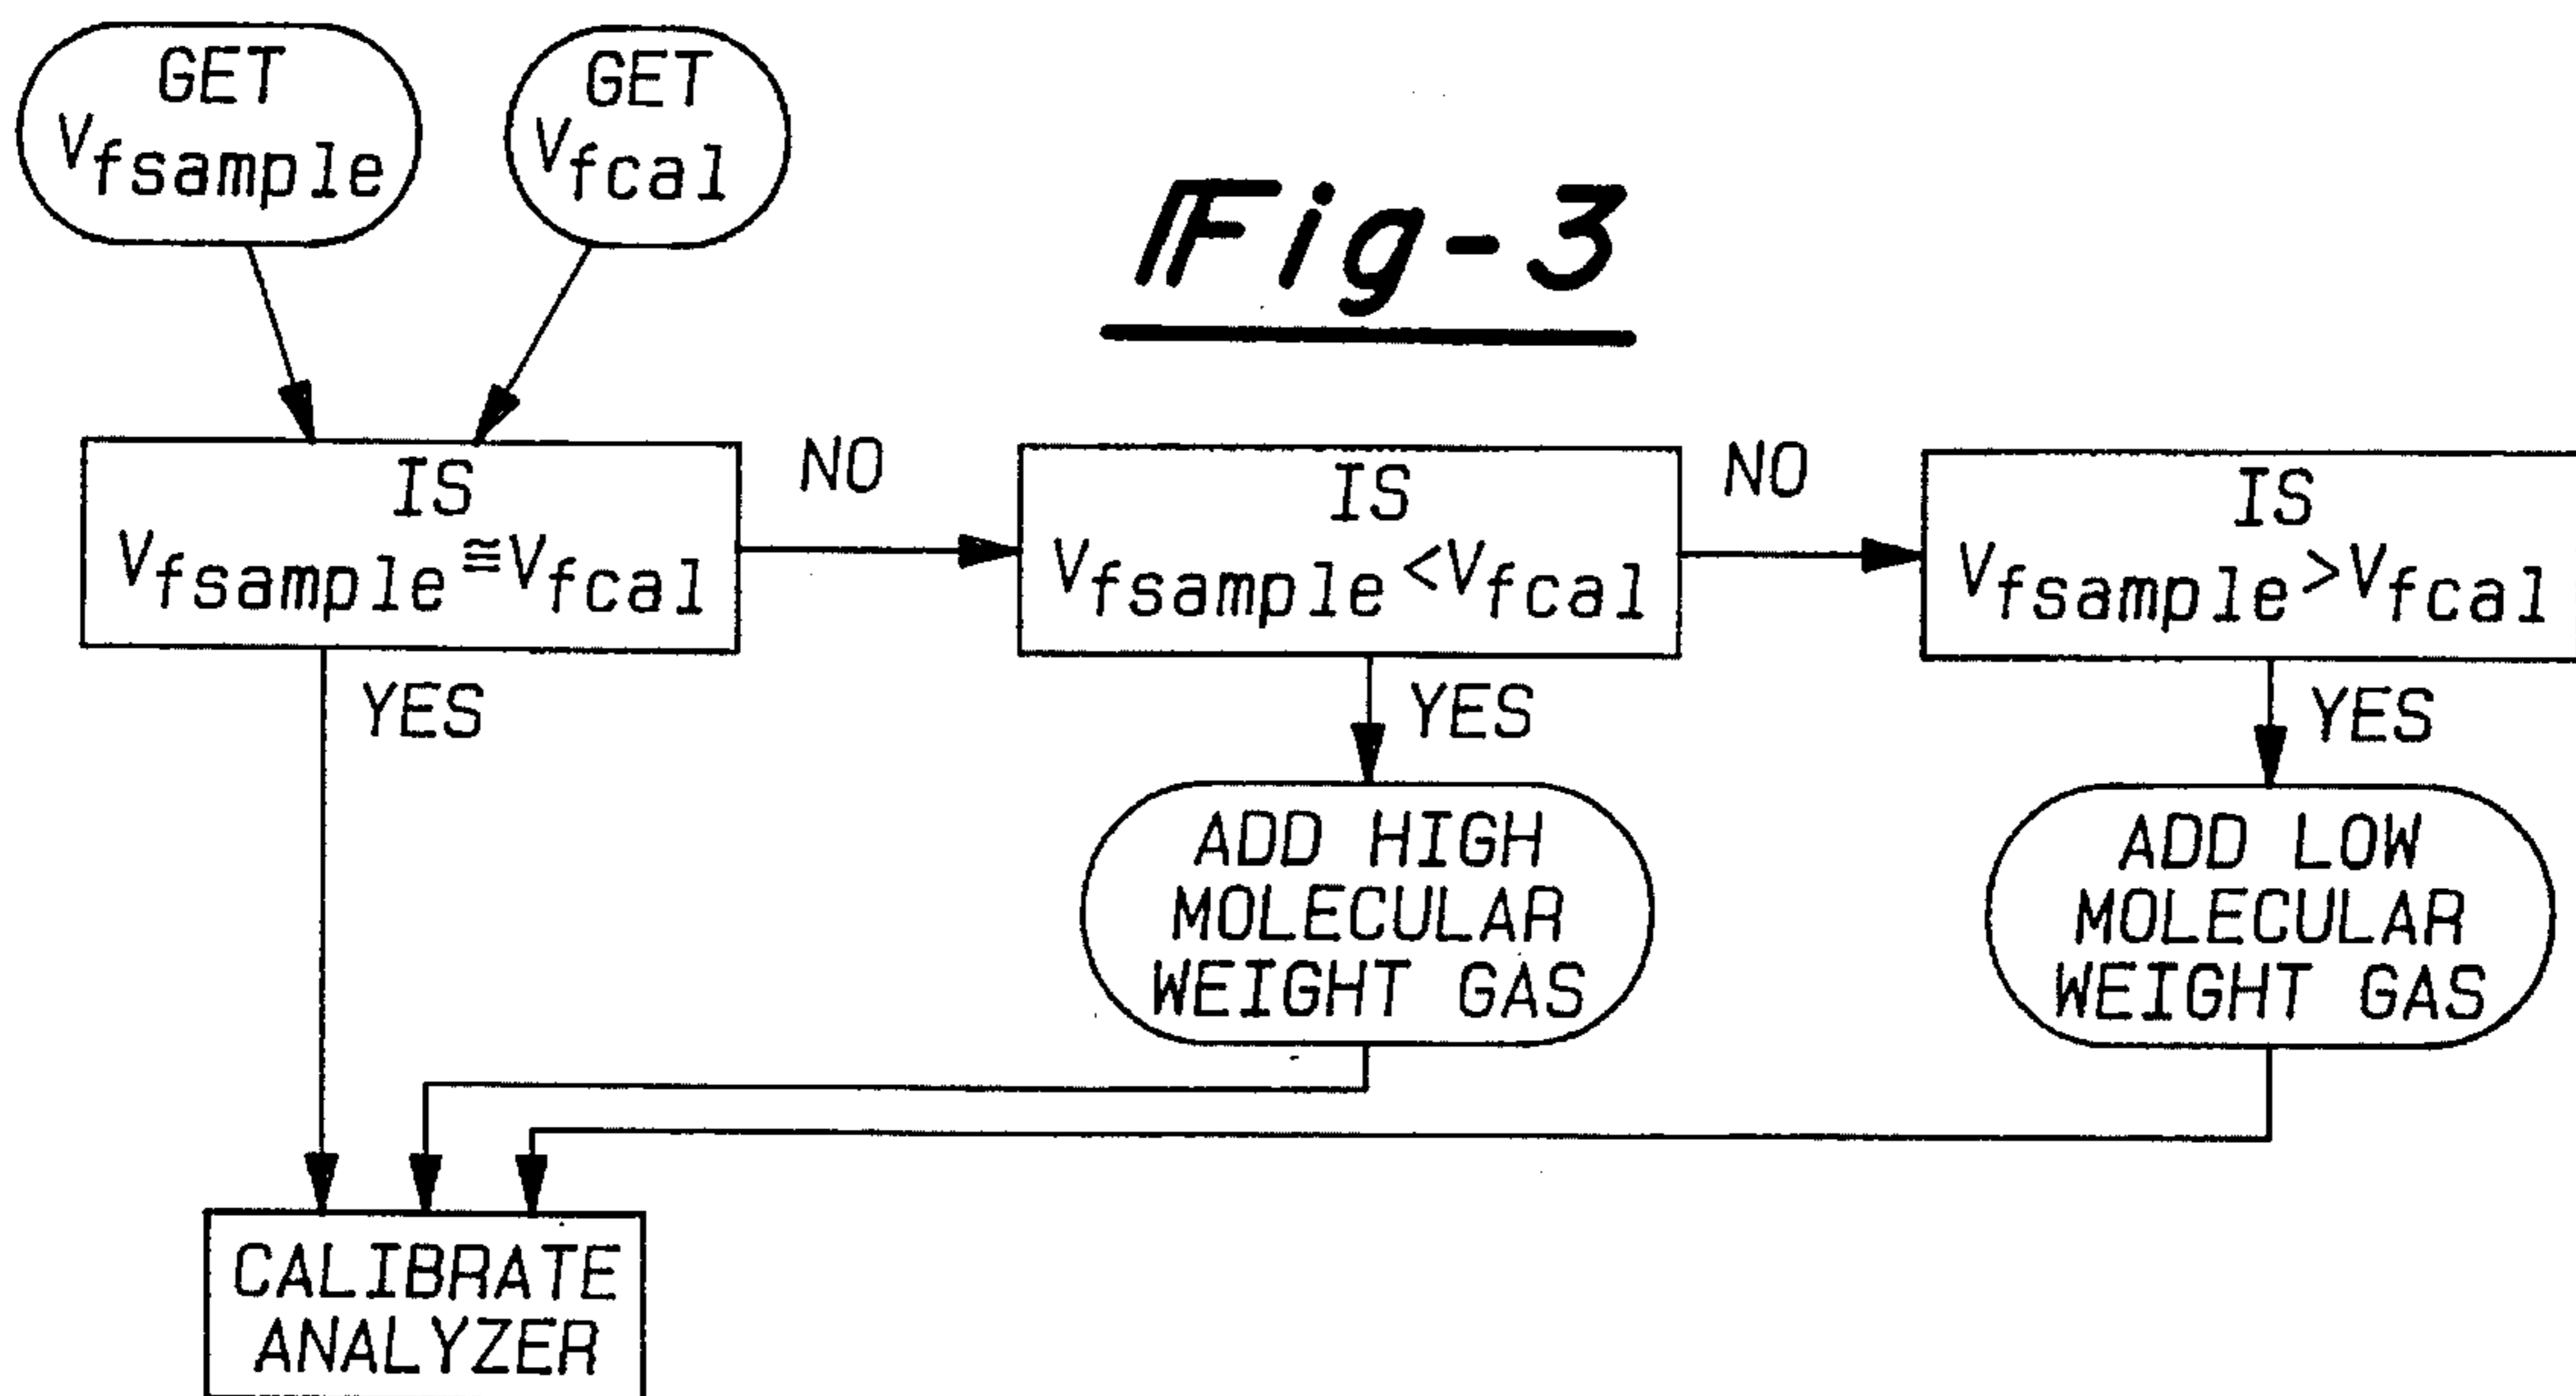 GET
Vfsample
GET
Vfcal
Fig-3
IS
Vfsample≅Vfcal
NO
IS
Vfsample<Vfcal
NO
IS
Vfsample>Vfcal
YES
YES
YES
ADD HIGH
MOLECULAR
WEIGHT GAS
ADD LOW
MOLECULAR
WEIGHT GAS
CALIBRATE
ANALYZER